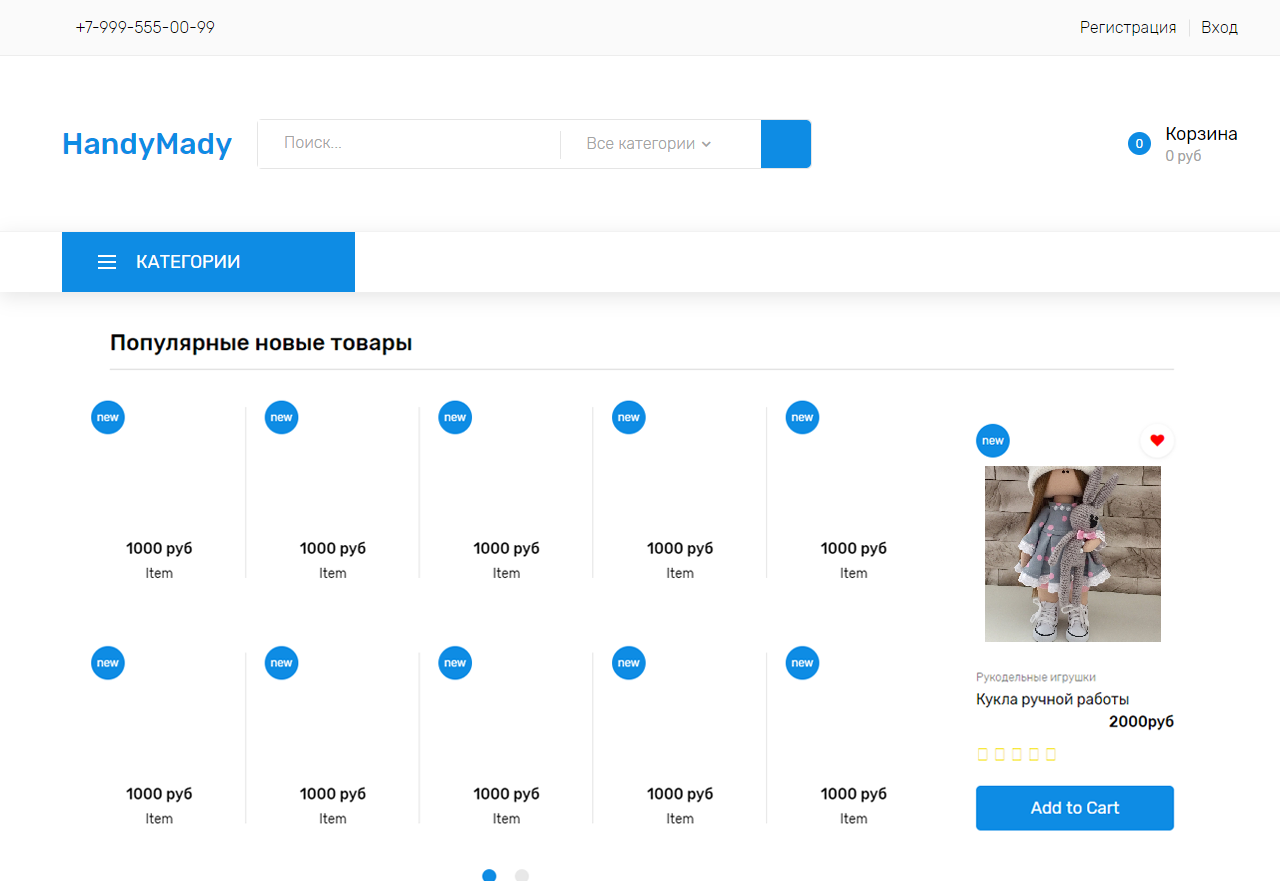 +7-999-555-00-99
Регистрация Вход
HandyMady
Поиск...
Все категории
0
Корзина
0 руб
КАТЕГОРИИ
Популярные новые товары
new new new new new
new
1000 руб 1000 руб 1000 руб 1000 руб 1000 руб
Item Item Item Item Item
new new new new new
Рукодельные игрушки
Кукла ручной работы
2000руб
1000 руб 1000 руб 1000 руб 1000 руб 1000 руб
Item Item Item Item Item
Add to Cart